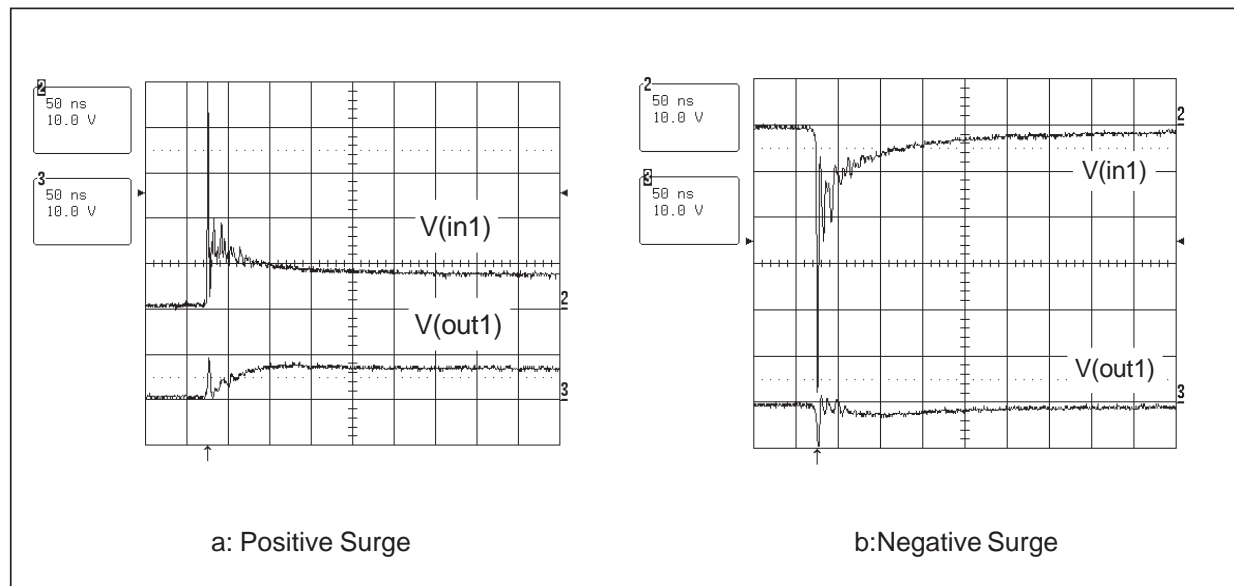 2
50 ns
10.0 V
3
50 ns
10.0 V
V(in1)
2
V(out1)
3
a: Positive Surge
2
50 ns
10.0 V
3
50 ns
10.0 V
2
V(in1)
V(out1)
3
b:Negative Surge